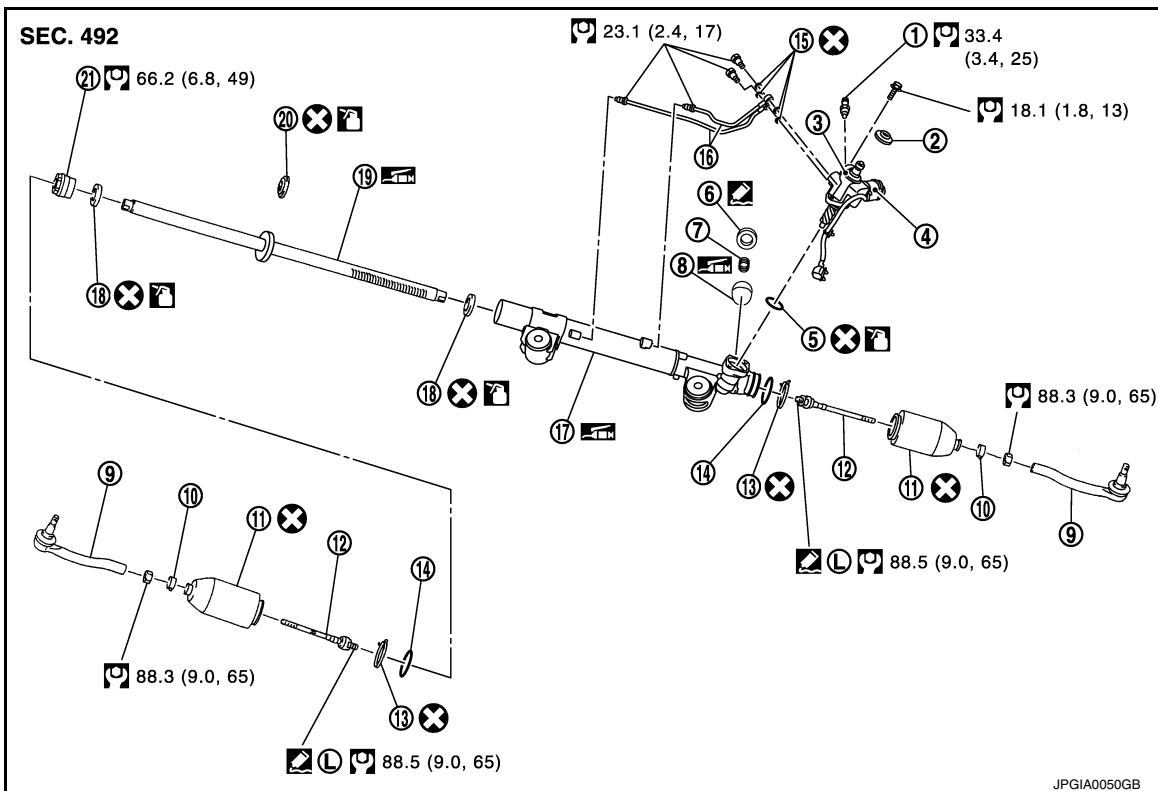 SEC. 492
23.1 (2.4, 17)
15
1
33.4
(3.4, 25)
21
66.2 (6.8, 49)
18.1 (1.8, 13)
20
3
2
16
19
6
4
7
8
18
5
18
88.3 (9.0, 65)
17
14
13
12
11
10
9
9
10
11
12
14
88.5 (9.0, 65)
L
88.3 (9.0, 65)
13
L
88.5 (9.0, 65)
JPGIA0050GB